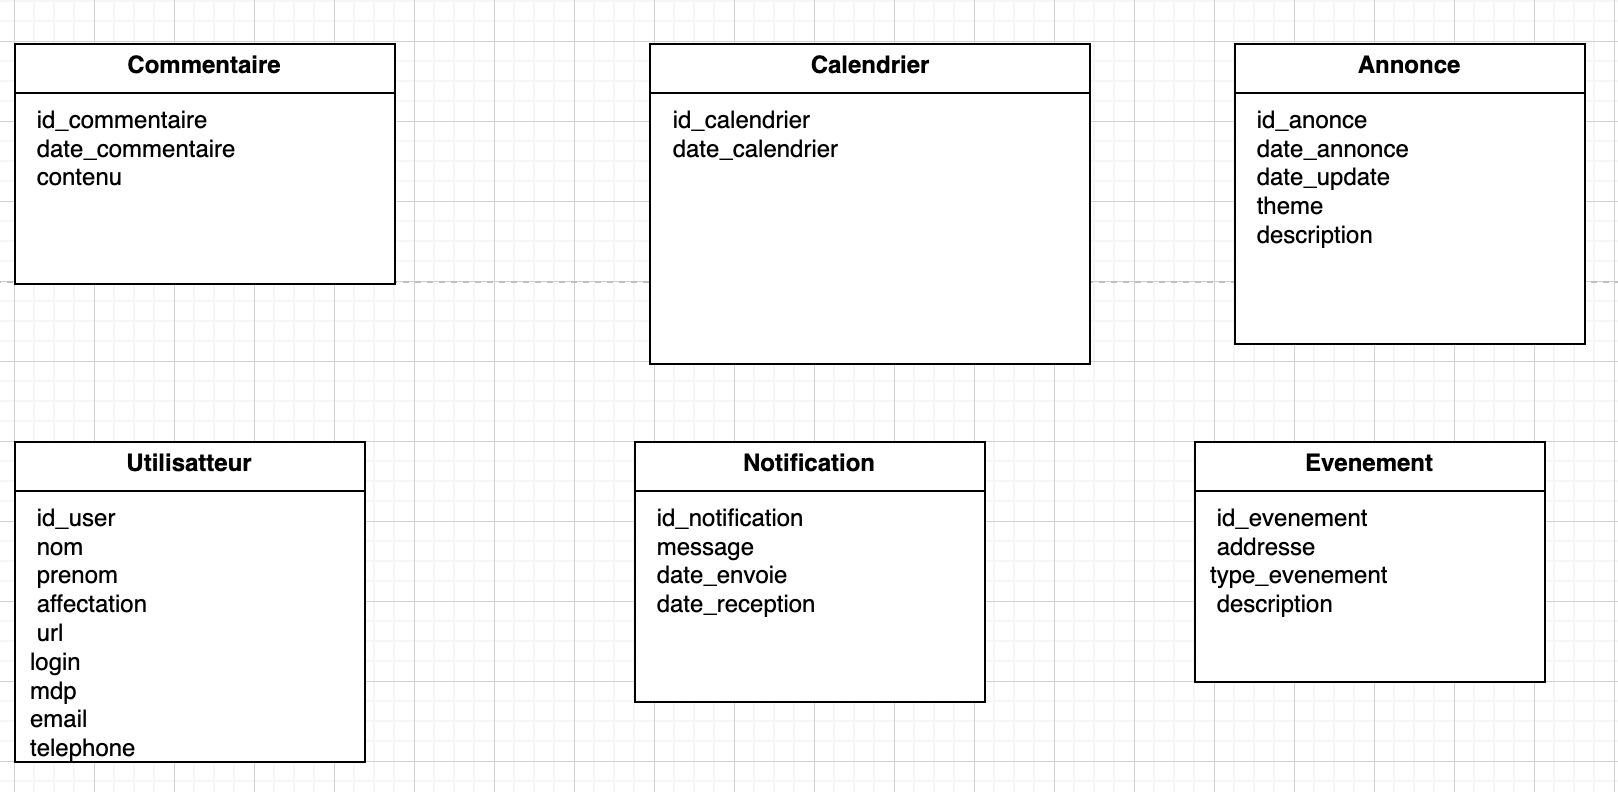 Commentaire
id_commentaire
date_commentaire
contenu
Calendrier
id_calendrier
date_calendrier
Annonce
id_anonce
date_annonce
date_update
theme
description
Utilisatteur
id_user
nom
prenom
affectation
url
login
mdp
email
telephone
Notification
id_notification
message
date_envoie
date_reception
Evenement
id_evenement
addresse
type_evenement
description